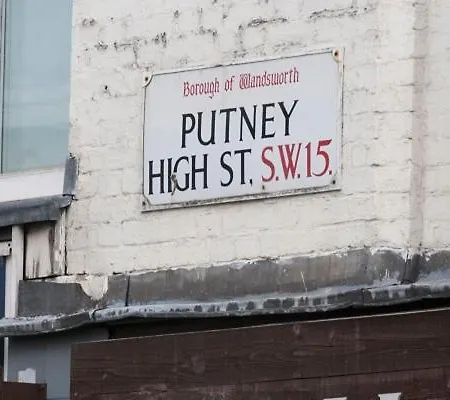 Borough of Wandsworth
PUTNEY
HIGH ST, S.W.15.